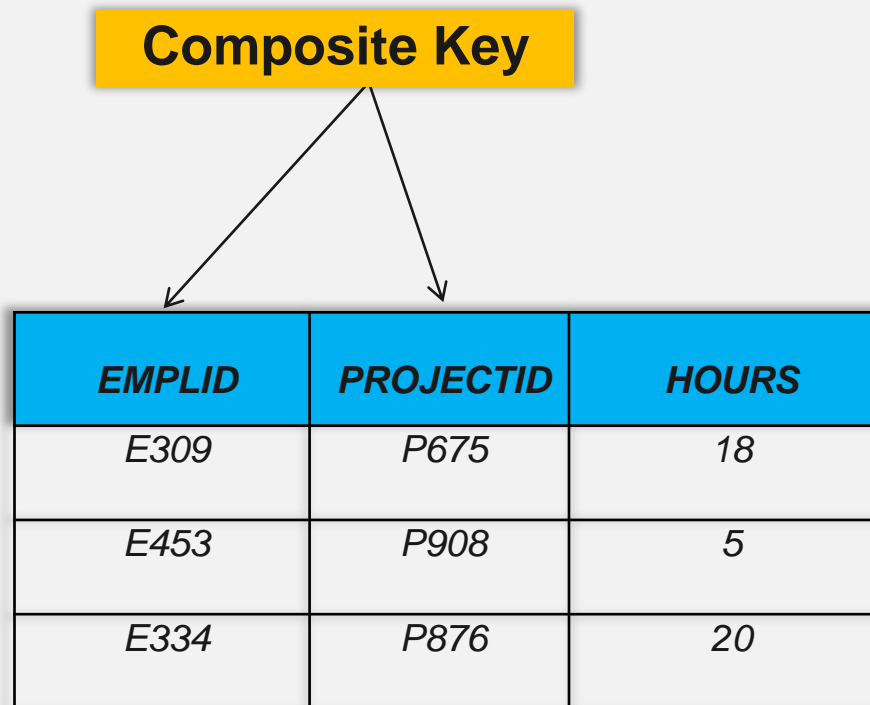 Composite Key
EMPLID PROJECTID HOURS
E309 P675 18
E453 P908 5
E334 P876 20